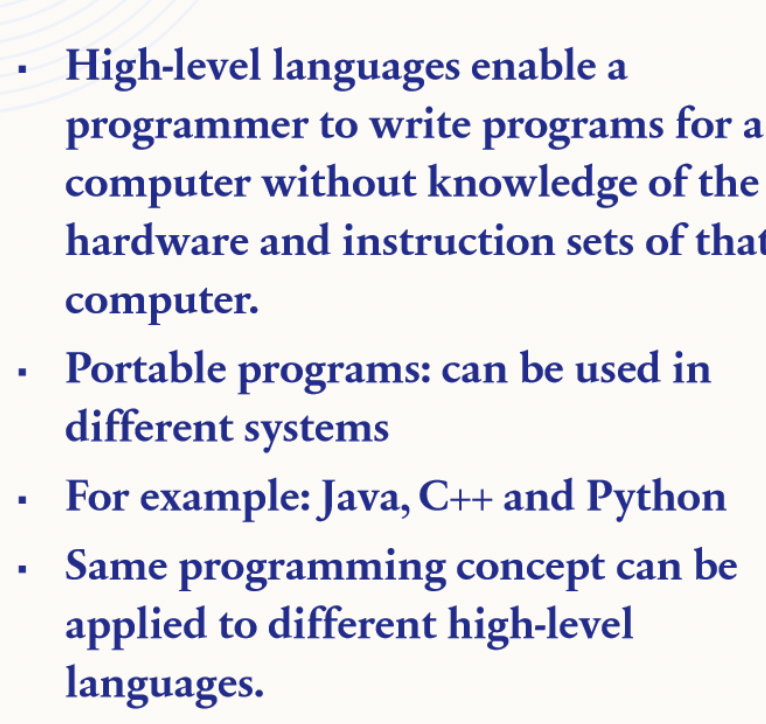 ▪ High-level languages enable a
programmer to write programs for a
computer without knowledge of the
hardware and instruction sets of that
computer.
▪ Portable programs: can be used in
different systems
▪ For example: Java, C++ and Python
▪ Same programming concept can be
applied to different high-level
languages.